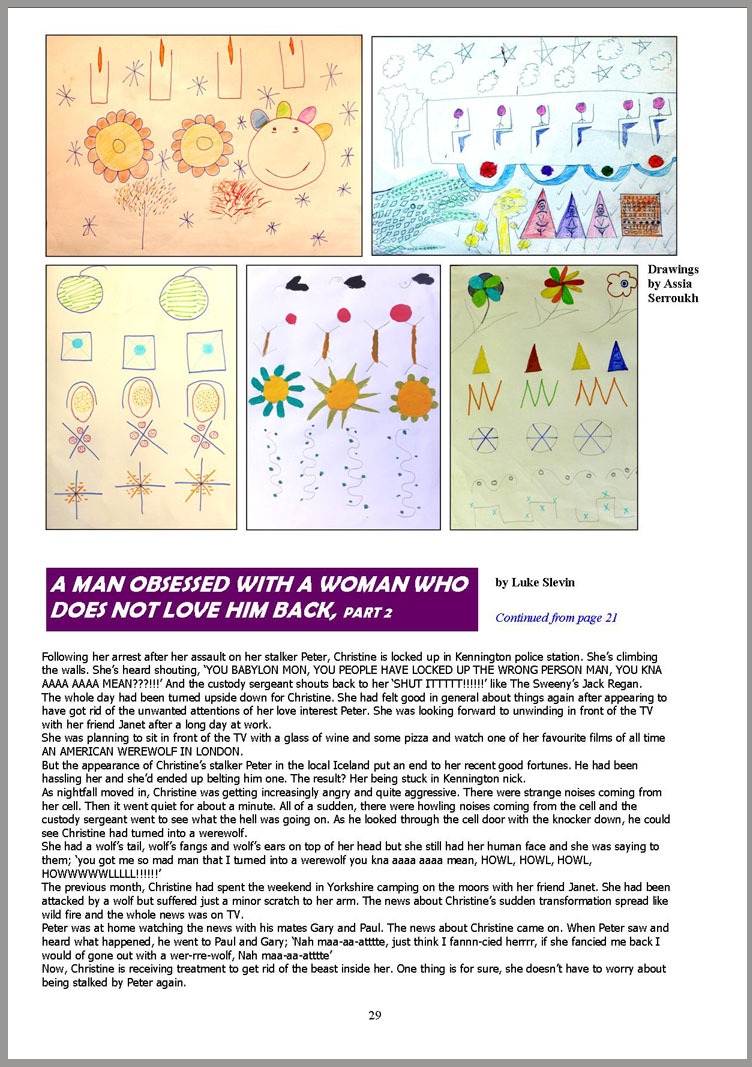 Drawings
by Assia
Serroukh
A MAN OBSESSED WITH A WOMAN WHO
DOES NOT LOVE HIM BACK, PART 2
by Luke Slevin
Continued from page 21
Following her arrest after her assault on her stalker Peter, Christine is locked up in Kennington police station. She’s climbing
the walls. She’s heard shouting, ‘YOU BABYLON MON, YOU PEOPLE HAVE LOCKED UP THE WRONG PERSON MAN, YOU KNA
AAAA AAAA MEAN???!!!’ And the custody sergeant shouts back to her ‘SHUT ITTTTT!!!!!!’ like The Sweeny’s Jack Regan.
The whole day had been turned upside down for Christine. She had felt good in general about things again after appearing to
have got rid of the unwanted attentions of her love interest Peter. She was looking forward to unwinding in front of the TV
with her friend Janet after a long day at work.
She was planning to sit in front of the TV with a glass of wine and some pizza and watch one of her favourite films of all time
AN AMERICAN WEREWOLF IN LONDON.
But the appearance of Christine’s stalker Peter in the local Iceland put an end to her recent good fortunes. He had been
hassling her and she’d ended up belting him one. The result? Her being stuck in Kennington nick.
As nightfall moved in, Christine was getting increasingly angry and quite aggressive. There were strange noises coming from
her cell. Then it went quiet for about a minute. All of a sudden, there were howling noises coming from the cell and the
custody sergeant went to see what the hell was going on. As he looked through the cell door with the knocker down, he could
see Christine had turned into a werewolf.
She had a wolf’s tail, wolf’s fangs and wolf’s ears on top of her head but she still had her human face and she was saying to
them; ‘you got me so mad man that I turned into a werewolf you kna aaaa aaaa mean, HOWL, HOWL, HOWL,
HOWWWWWLLLLL!!!!!!’
The previous month, Christine had spent the weekend in Yorkshire camping on the moors with her friend Janet. She had been
attacked by a wolf but suffered just a minor scratch to her arm. The news about Christine’s sudden transformation spread like
wild fire and the whole news was on TV.
Peter was at home watching the news with his mates Gary and Paul. The news about Christine came on. When Peter saw and
heard what happened, he went to Paul and Gary; ‘Nah maa-aa-atttte, just think I fannn-cied herrrr, if she fancied me back I
would of gone out with a wer-rre-wolf, Nah maa-aa-atttte’
Now, Christine is receiving treatment to get rid of the beast inside her. One thing is for sure, she doesn’t have to worry about
being stalked by Peter again.
29